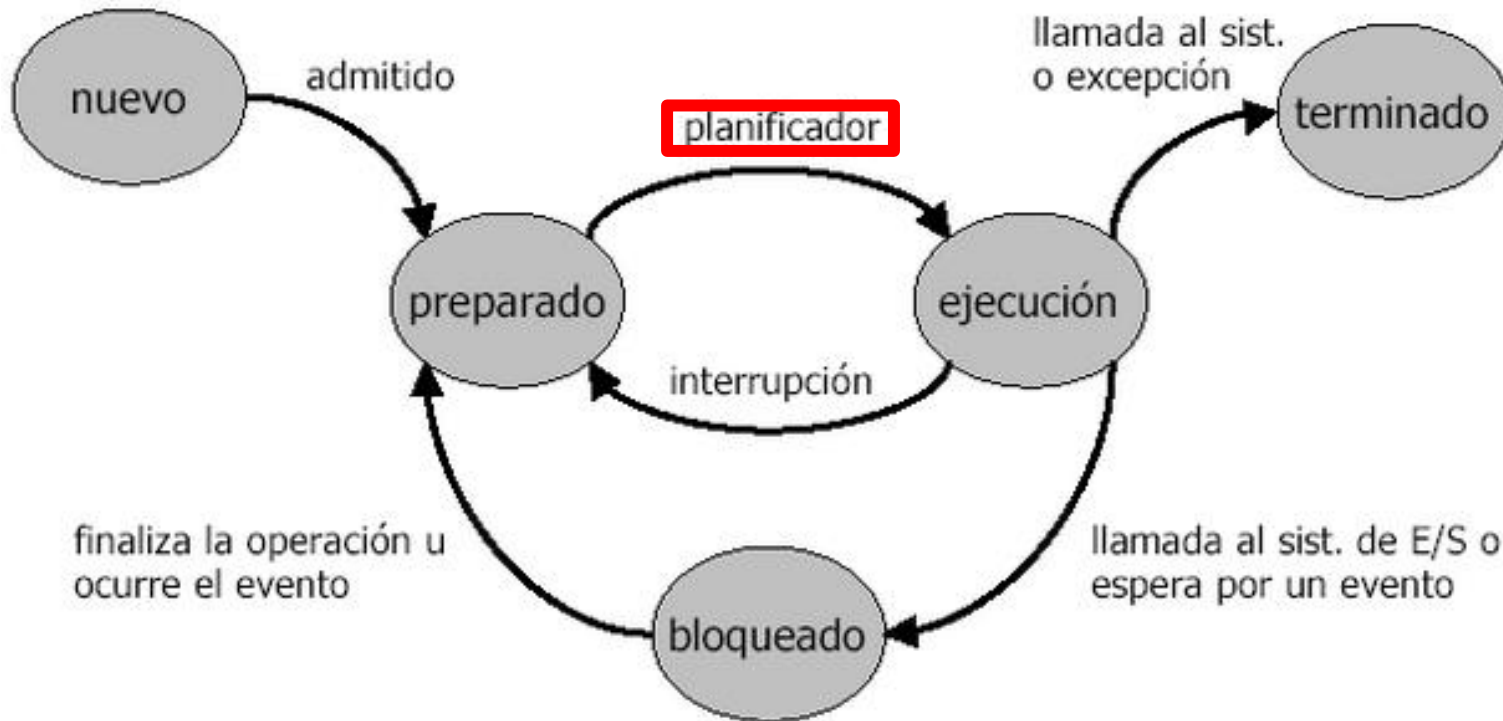 nuevo
admitido
planificador
llamada al sist.
o excepción
terminado
preparado
ejecución
interrupción
finaliza la operación u
ocurre el evento
bloqueado
llamada al sist. de E/S o
espera por un evento